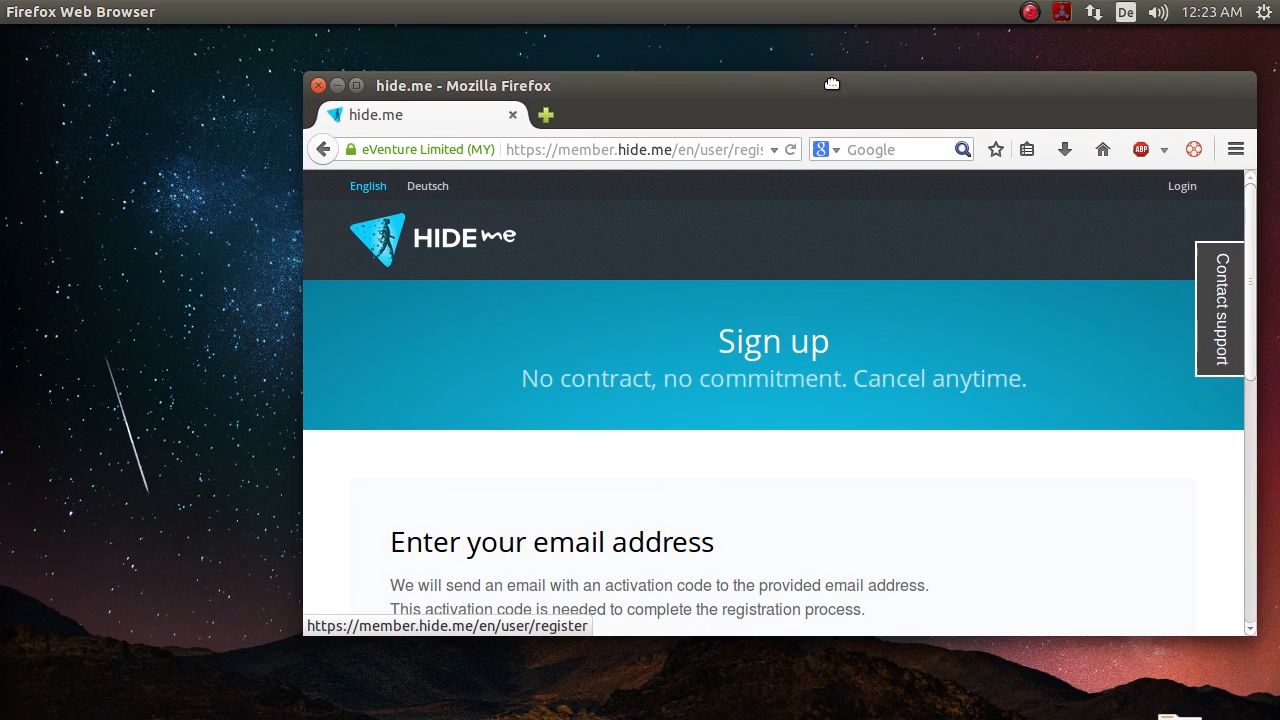 Firefox Web Browser
De
12:23 AM
hide.me - Mozilla Firefox
hide.me
eVenture Limited (MY)
https://member.hide.me/en/user/regis
Google
ABP
English
Deutsch
Login
HIDE me
Contact support
Sign up
No contract, no commitment. Cancel anytime.
Enter your email address
We will send an email with an activation code to the provided email address.
This activation code is needed to complete the registration process.
https://member.hide.me/en/user/register